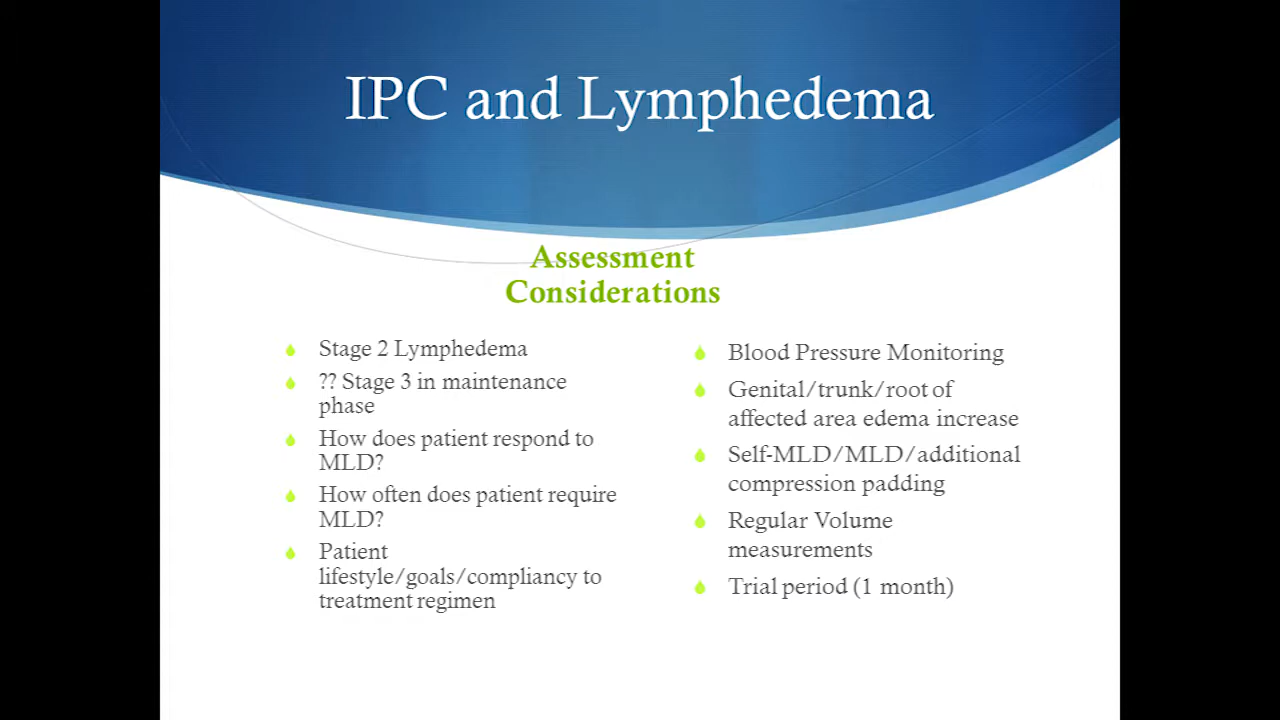 IPC and Lymphedema
Assessment
Considerations
Stage 2 Lymphedema
?? Stage 3 in maintenance
phase
How does patient respond to
MLD?
How often does patient require
MLD?
Patient
lifestyle/goals/compliancy to
treatment regimen
Blood Pressure Monitoring
Genital/trunk/root of
affected area edema increase
Self-MLD/MLD/additional
compression padding
Regular Volume
measurements
Trial period (1 month)